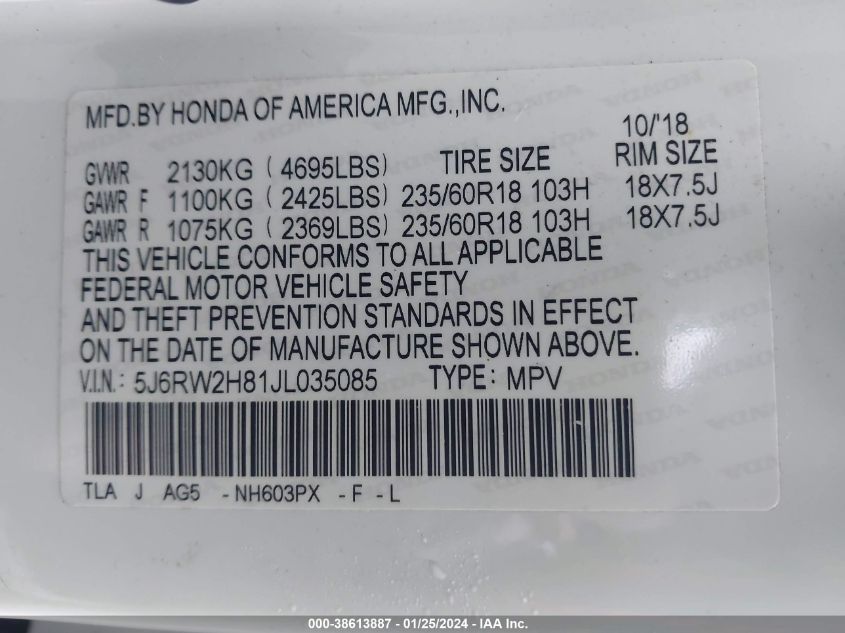 MFD.BY HONDA OF AMERICA MFG.,INC.
10/'18
GVWR 2130KG ( 4695LBS) TIRE SIZE RIM SIZE
GAWR F 1100KG ( 2425LBS) 235/60R18 103H 18X7.5J
GAWR R 1075KG ( 2369LBS) 235/60R18 103H 18X7.5J
THIS VEHICLE CONFORMS TO ALL APPLICABLE
FEDERAL MOTOR VEHICLE SAFETY
AND THEFT PREVENTION STANDARDS IN EFFECT
ON THE DATE OF MANUFACTURE SHOWN ABOVE.
V.I.N.: 5J6RW2H81JL035085 TYPE: MPV
TLA J AG5 -NH603PX -F -L
000-38613887 - 01/25/2024 - IAA Inc.